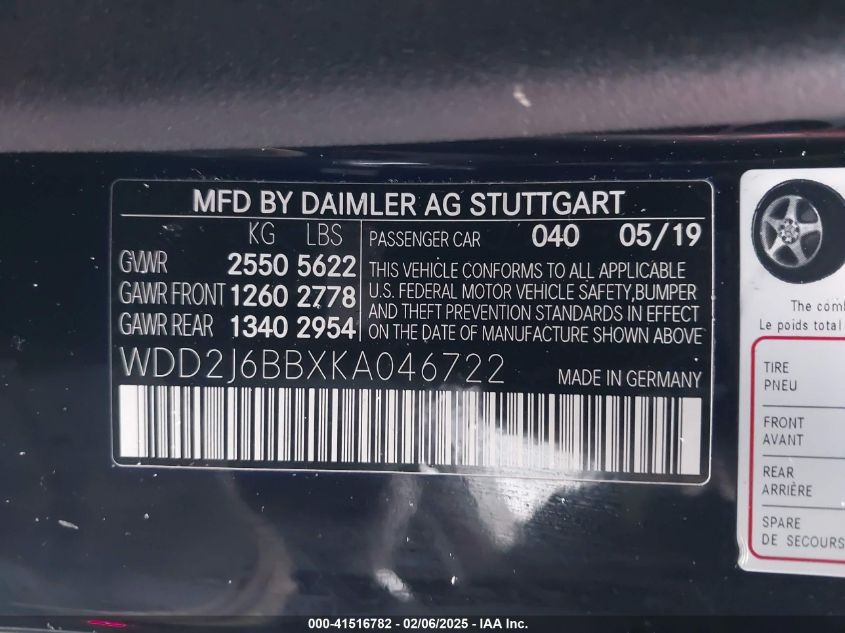 MFD BY DAIMLER AG STUTTGART
KG LBS
GVWR 2550 5622
GAWR FRONT 1260 2778
GAWR REAR 1340 2954
PASSENGER CAR 040 05/19
THIS VEHICLE CONFORMS TO ALL APPLICABLE
U.S. FEDERAL MOTOR VEHICLE SAFETY,BUMPER
AND THEFT PREVENTION STANDARDS IN EFFECT
ON THE DATE OF MANUFACTURE SHOWN ABOVE
WDD2J6BBXKA046722
MADE IN GERMANY
The
Le poids total
TIRE
PNEU
FRONT
AVANT
REAR
ARRIÈRE
SPARE
DE SECOURS
000-41516782 - 02/06/2025 - IAA Inc.